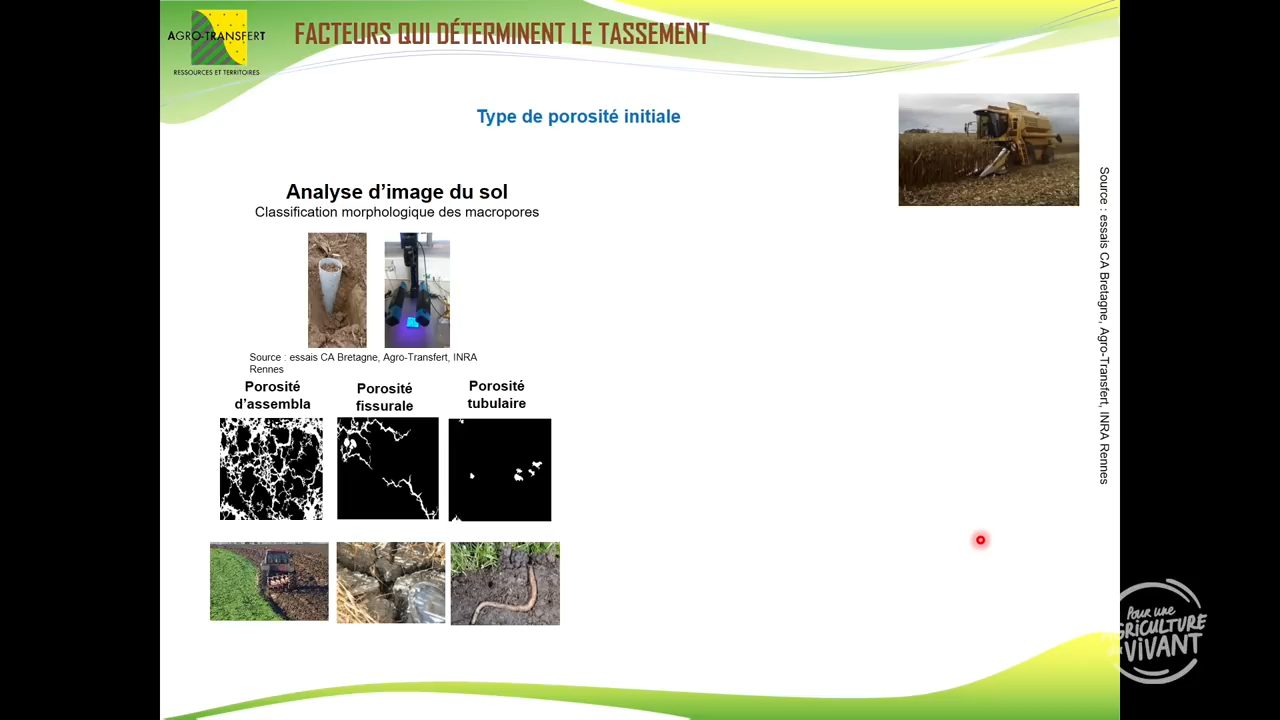 AGRO-TRANSFERT
RESSOURCES ET TERRITOIRES
FACTEURS QUI DÉTERMINENT LE TASSEMENT
Type de porosité initiale
Analyse d’image du sol
Classification morphologique des macropores
Source : essais CA Bretagne, Agro-Transfert, INRA
Rennes
Porosité
d’assembla
Porosité
fissurale
Porosité
tubulaire
Source : essais CA Bretagne, Agro-Transfert, INRA Rennes
Pour une
AGRICULTURE
du VIVANT